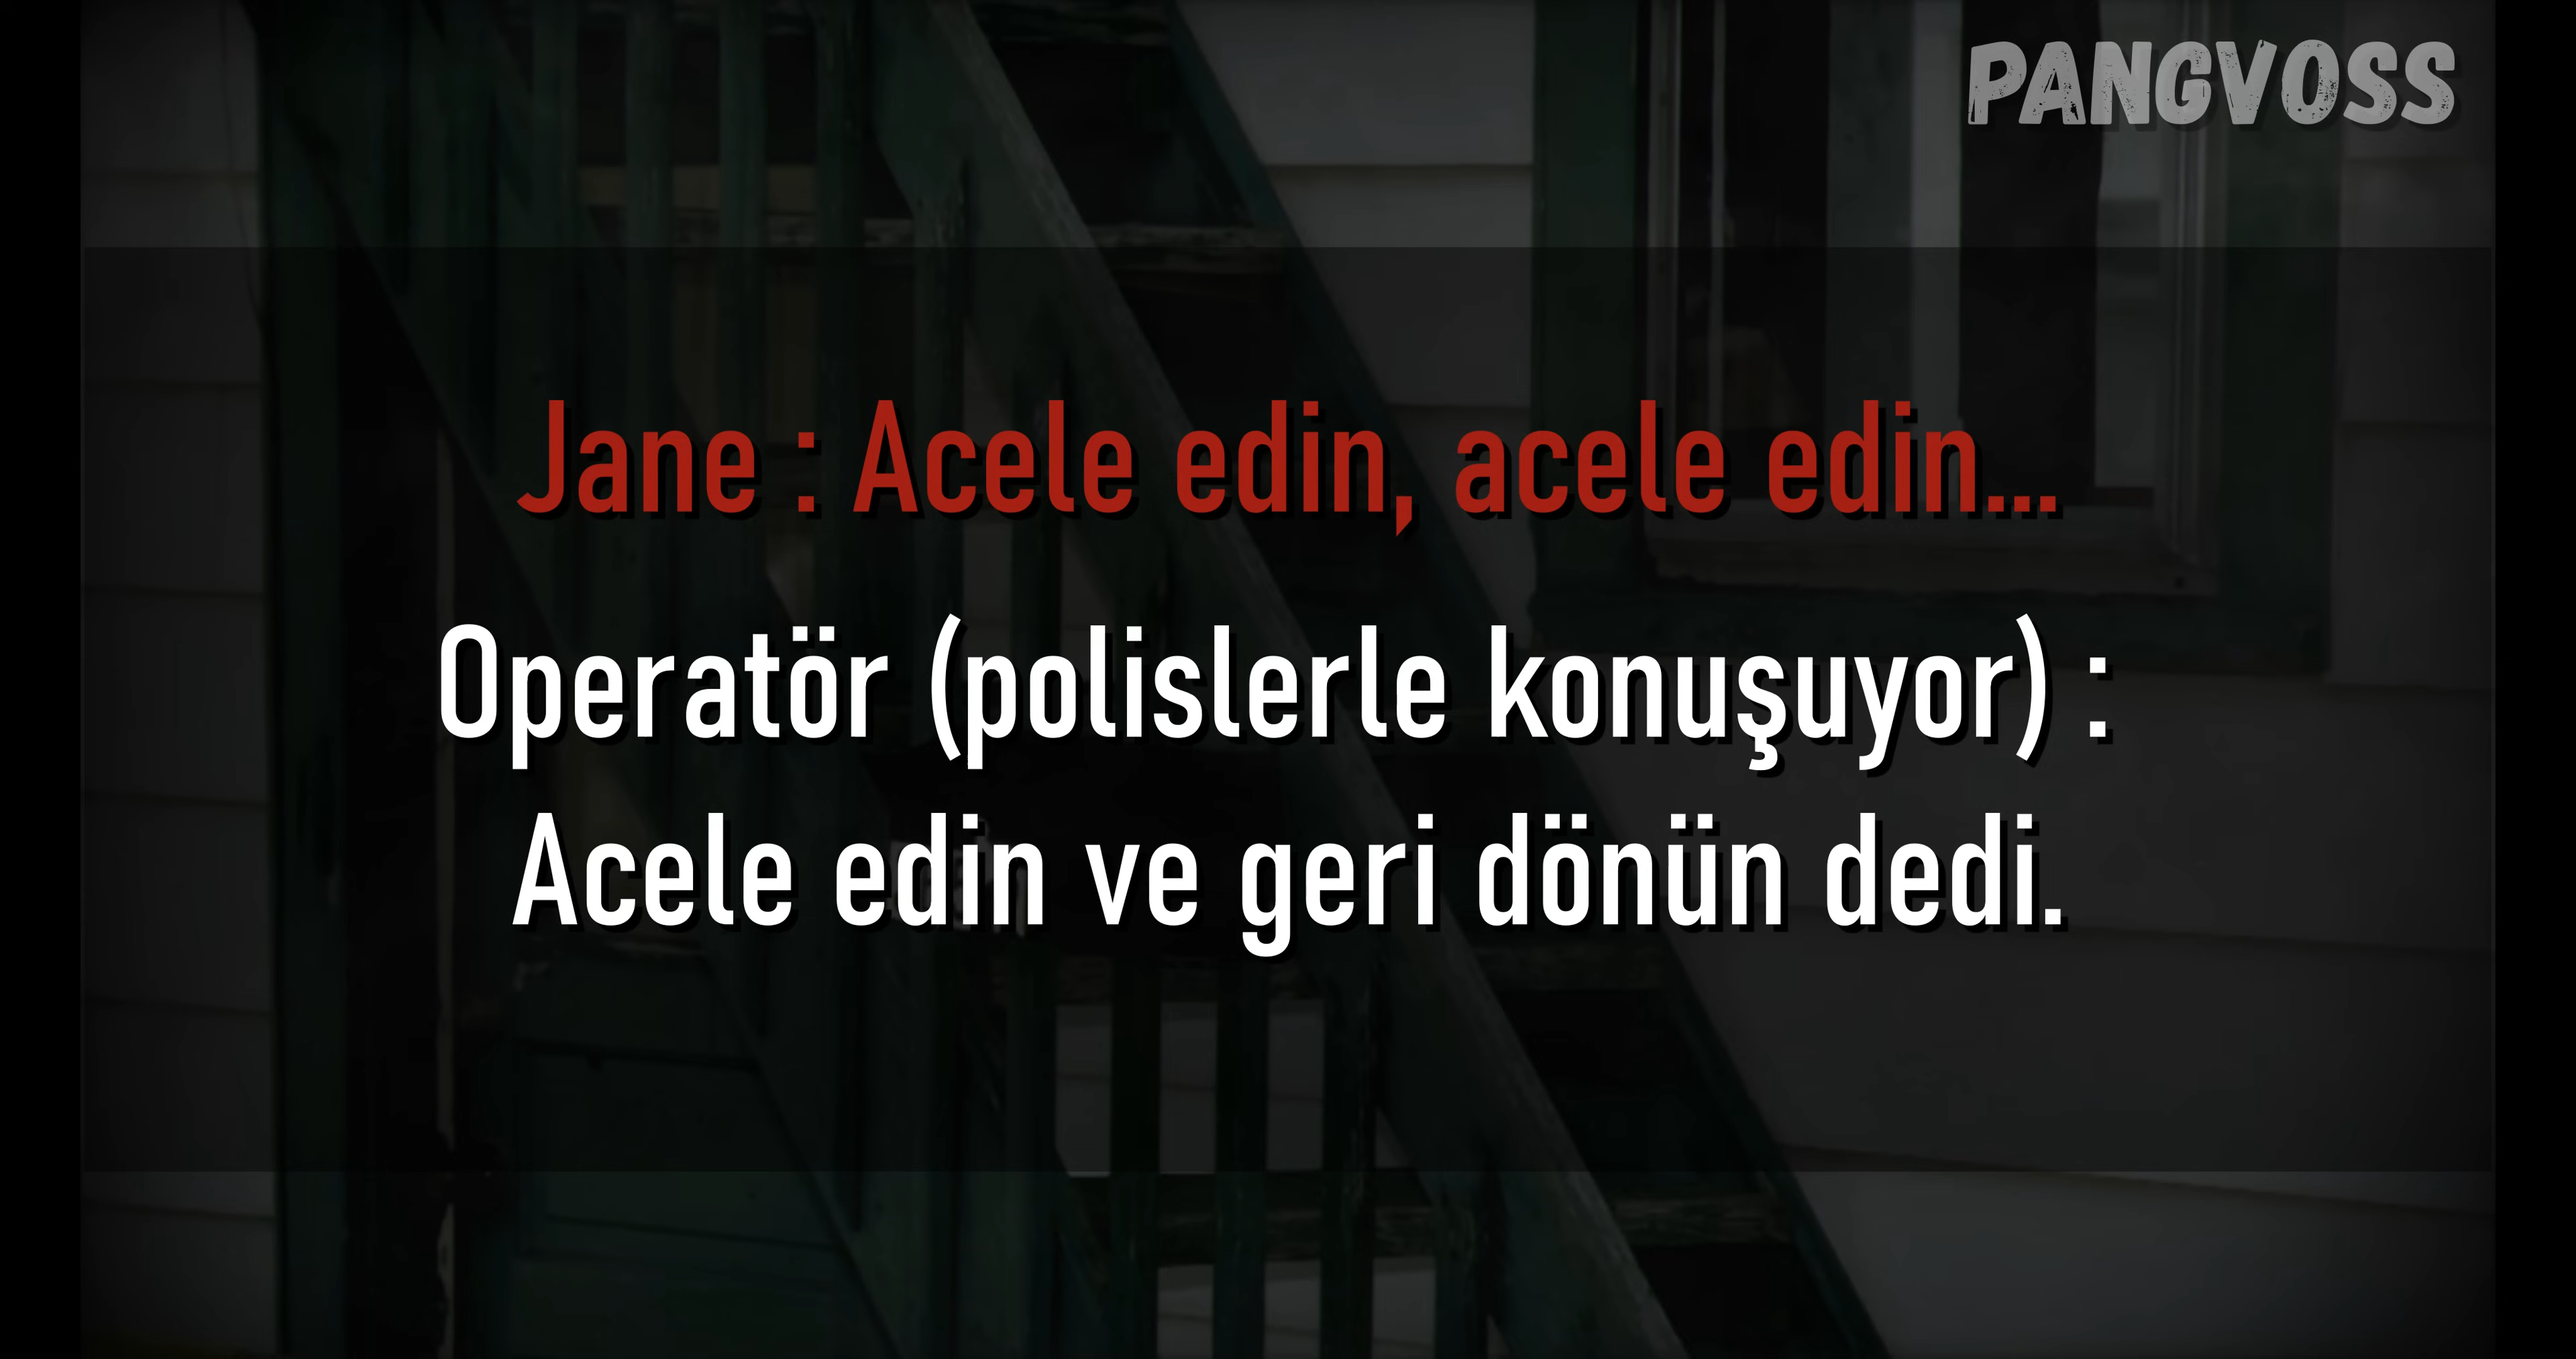 PANGVOSS
Jane : Acele edin, acele edin...
Operatör (polislerle konuşuyor) :
Acele edin ve geri dönün dedi.